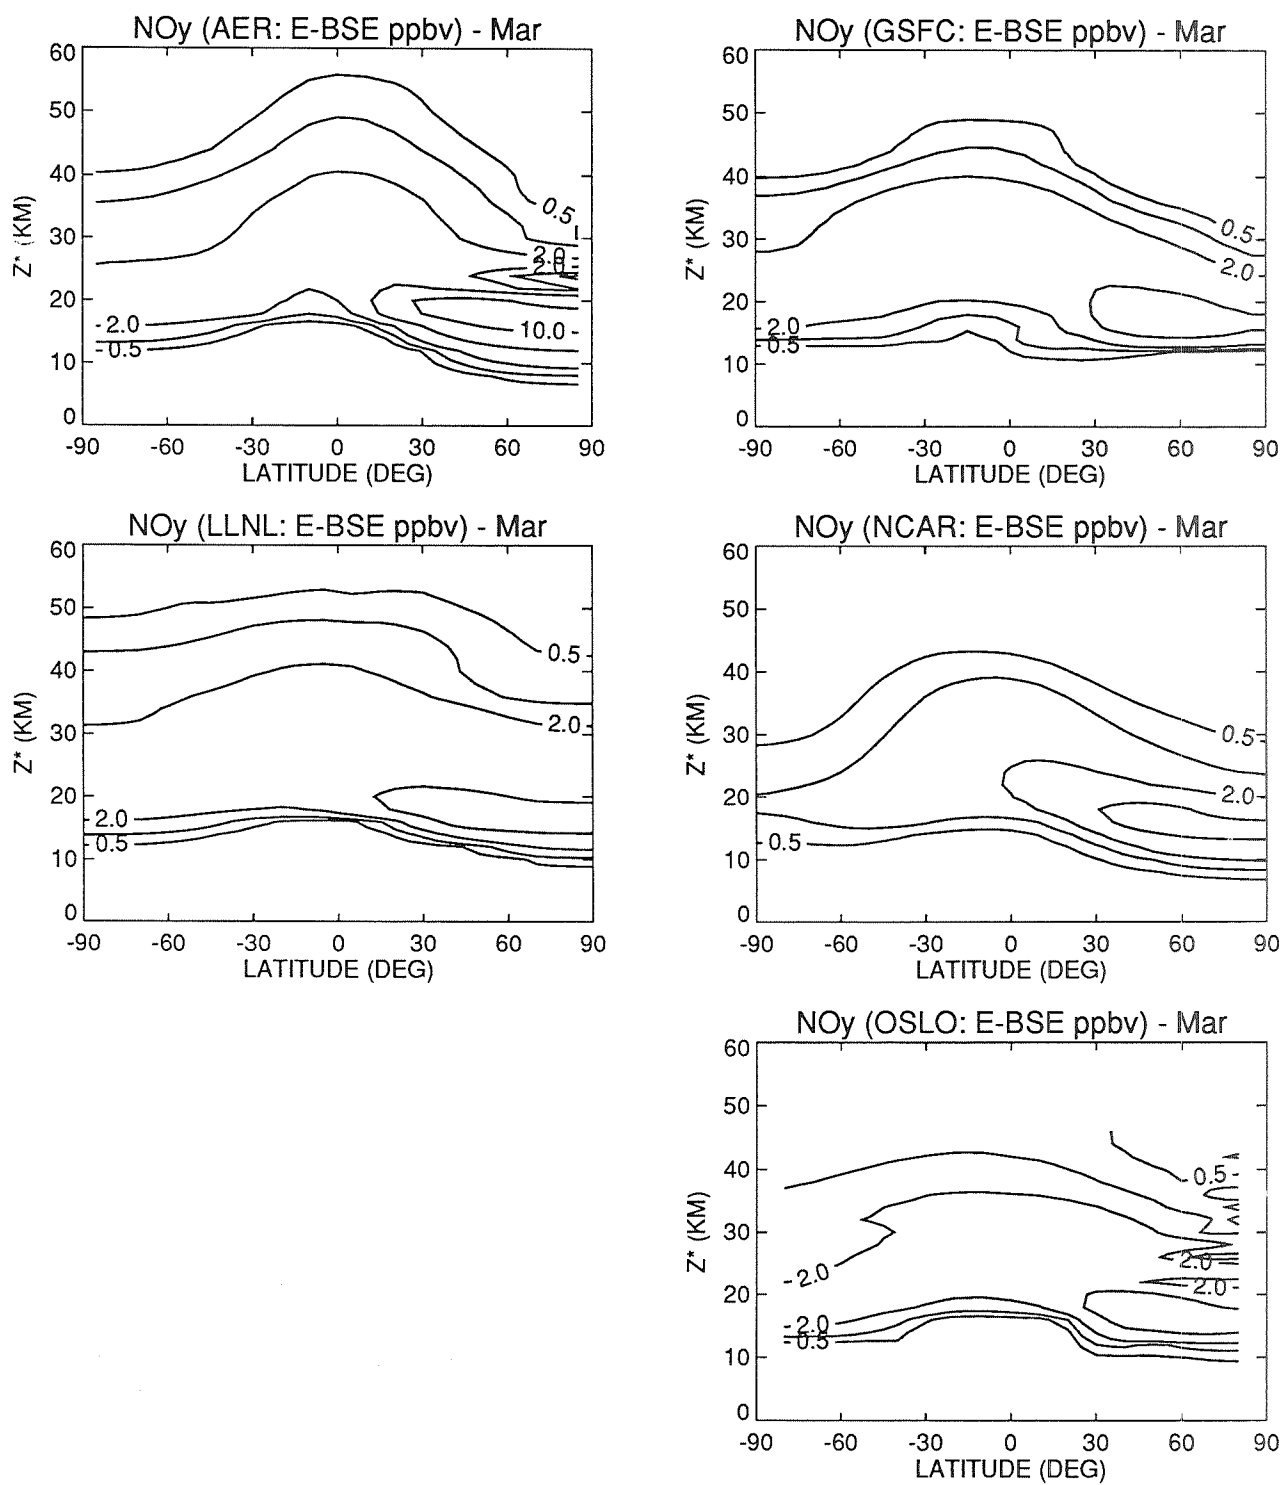 NOy (AER: E-BSE ppbv) - Mar
60
50
40
30
20
10
0
Z* (KM)
0.5
2.0
2.0
2.0
10.0
0.5
-90 -60 -30 0 30 60 90
LATITUDE (DEG)
NOy (GSFC: E-BSE ppbv) - Mar
60
50
40
30
20
10
0
Z* (KM)
0.5
2.0
2.0
0.5
-90 -60 -30 0 30 60 90
LATITUDE (DEG)
NOy (LLNL: E-BSE ppbv) - Mar
60
50
40
30
20
10
0
Z* (KM)
0.5
2.0
2.0
0.5
-90 -60 -30 0 30 60 90
LATITUDE (DEG)
NOy (NCAR: E-BSE ppbv) - Mar
60
50
40
30
20
10
0
Z* (KM)
0.5
2.0
0.5
-90 -60 -30 0 30 60 90
LATITUDE (DEG)
NOy (OSLO: E-BSE ppbv) - Mar
60
50
40
30
20
10
0
Z* (KM)
0.5
2.0
2.0
2.0
2.0
0.5
-90 -60 -30 0 30 60 90
LATITUDE (DEG)